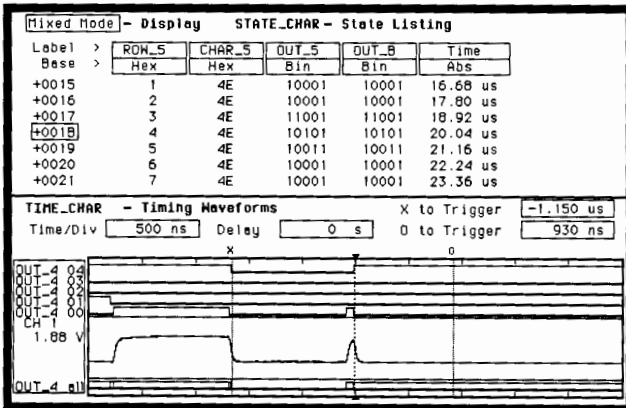 Mixed Mode - Display STATE_CHAR - State Listing
Label > ROW_5 CHAR_5 OUT_5 OUT_B Time
Base > Hex Hex Bin Bin Abs
+0015 1 4E 10001 10001 16.68 us
+0016 2 4E 10001 10001 17.80 us
+0017 3 4E 11001 11001 18.92 us
+0018 4 4E 10101 10101 20.04 us
+0019 5 4E 10011 10011 21.16 us
+0020 6 4E 10001 10001 22.24 us
+0021 7 4E 10001 10001 23.36 us
TIME_CHAR - Timing Waveforms X to Trigger -1.150 us
Time/Div 500 ns Delay 0 s O to Trigger 930 ns
X O
OUT_4 04
OUT_4 03
OUT_4 02
OUT_4 01
OUT_4 00
CH 1
1.88 V
OUT_4 all